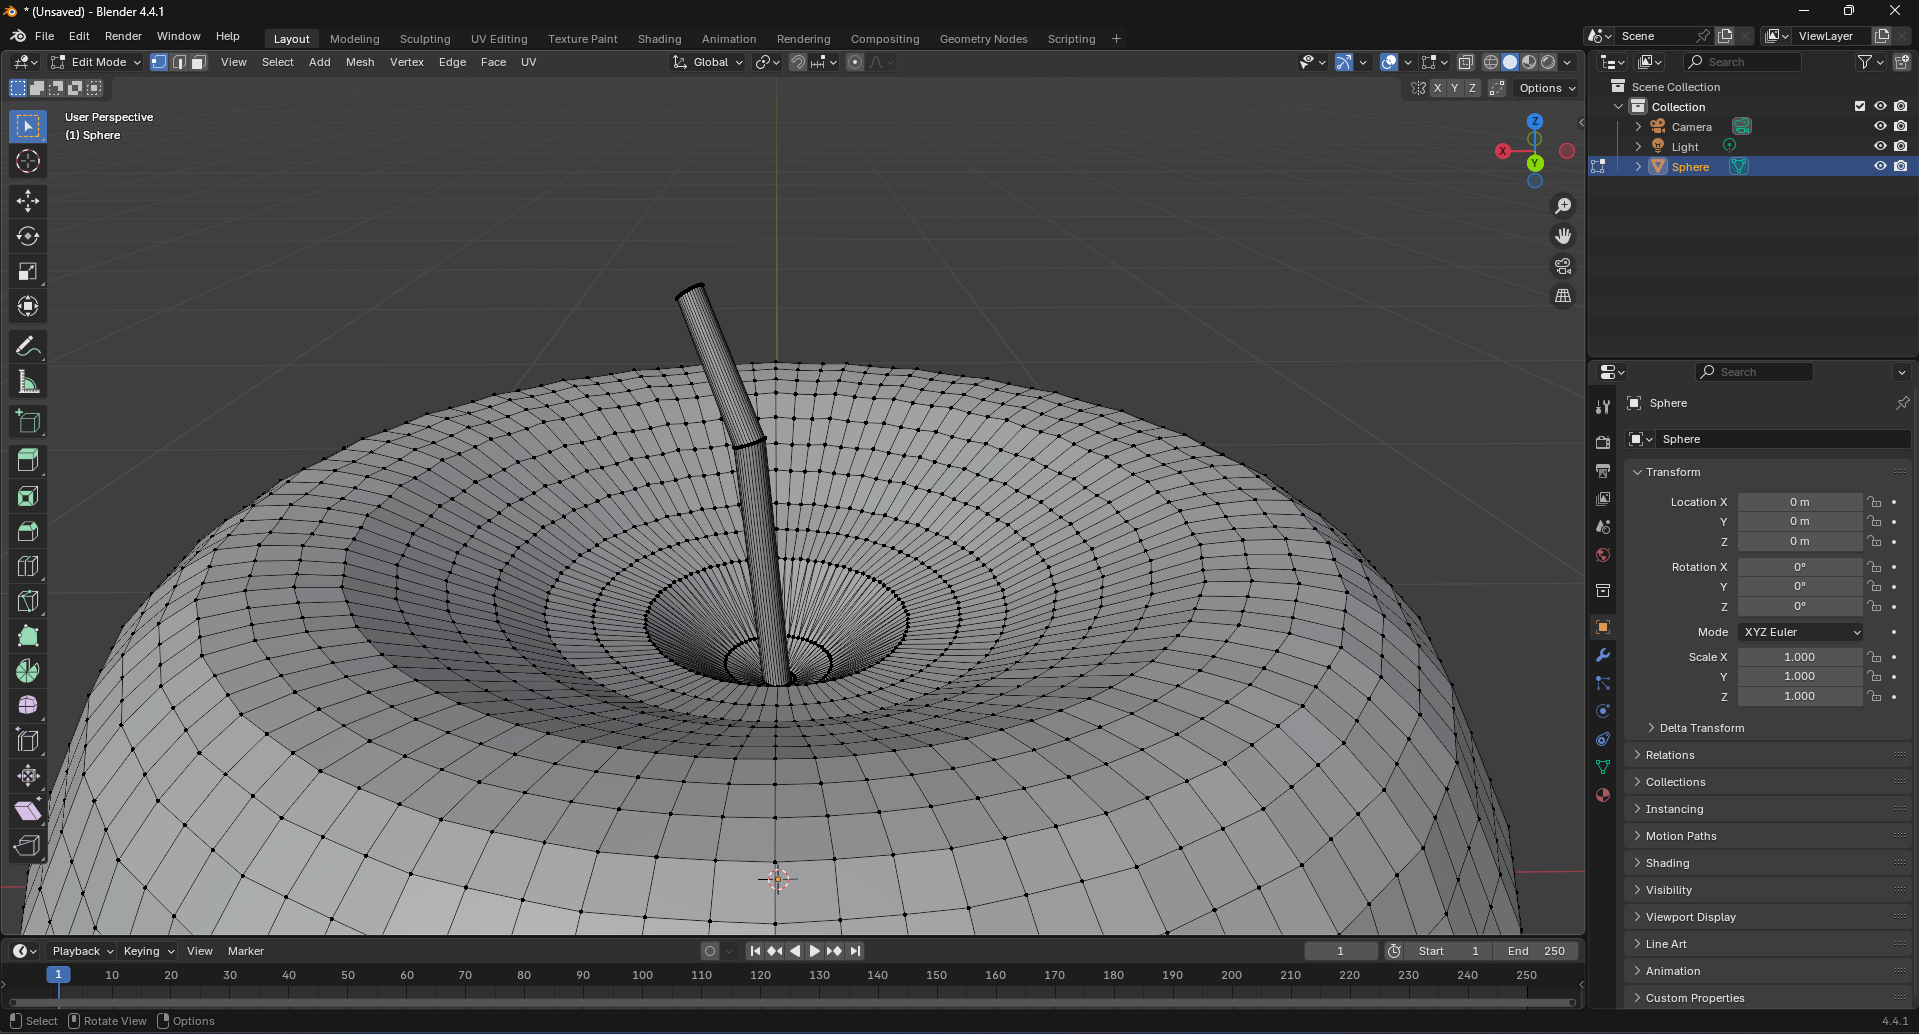 * (Unsaved) - Blender 4.4.1
File Edit Render Window Help Layout Modeling Sculpting UV Editing Texture Paint Shading Animation Rendering Compositing Geometry Nodes Scripting + Scene ViewLayer
Edit Mode View Select Add Mesh Vertex Edge Face UV Global Search
X Y Z Options
User Perspective
(1) Sphere
Z
X
Y
Scene Collection
Collection
Camera
Light
Sphere
Search
Sphere
Sphere
Transform
Location X 0 m
Y 0 m
Z 0 m
Rotation X 0°
Y 0°
Z 0°
Mode XYZ Euler
Scale X 1.000
Y 1.000
Z 1.000
Delta Transform
Relations
Collections
Instancing
Motion Paths
Shading
Visibility
Viewport Display
Line Art
Animation
Custom Properties
Playback Keying View Marker 1 Start 1 End 250
1 10 20 30 40 50 60 70 80 90 100 110 120 130 140 150 160 170 180 190 200 210 220 230 240 250
Select Rotate View Options 4.4.1